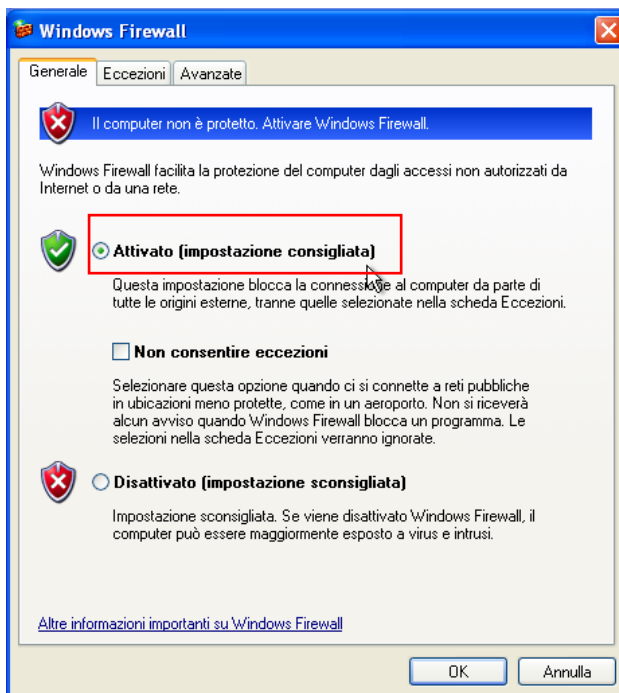 Windows Firewall
Generale Eccezioni Avanzate
Il computer non è protetto. Attivare Windows Firewall.
Windows Firewall facilita la protezione del computer dagli accessi non autorizzati da
Internet o da una rete.
Attivato (impostazione consigliata)
Questa impostazione blocca la connessione al computer da parte di
tutte le origini esterne, tranne quelle selezionate nella scheda Eccezioni.
Non consentire eccezioni
Selezionare questa opzione quando ci si connette a reti pubbliche
in ubicazioni meno protette, come in un aeroporto. Non si riceverà
alcun avviso quando Windows Firewall blocca un programma. Le
selezioni nella scheda Eccezioni verranno ignorate.
Disattivato (impostazione sconsigliata)
Impostazione sconsigliata. Se viene disattivato Windows Firewall, il
computer può essere maggiormente esposto a virus e intrusi.
Altre informazioni importanti su Windows Firewall
OK Annulla